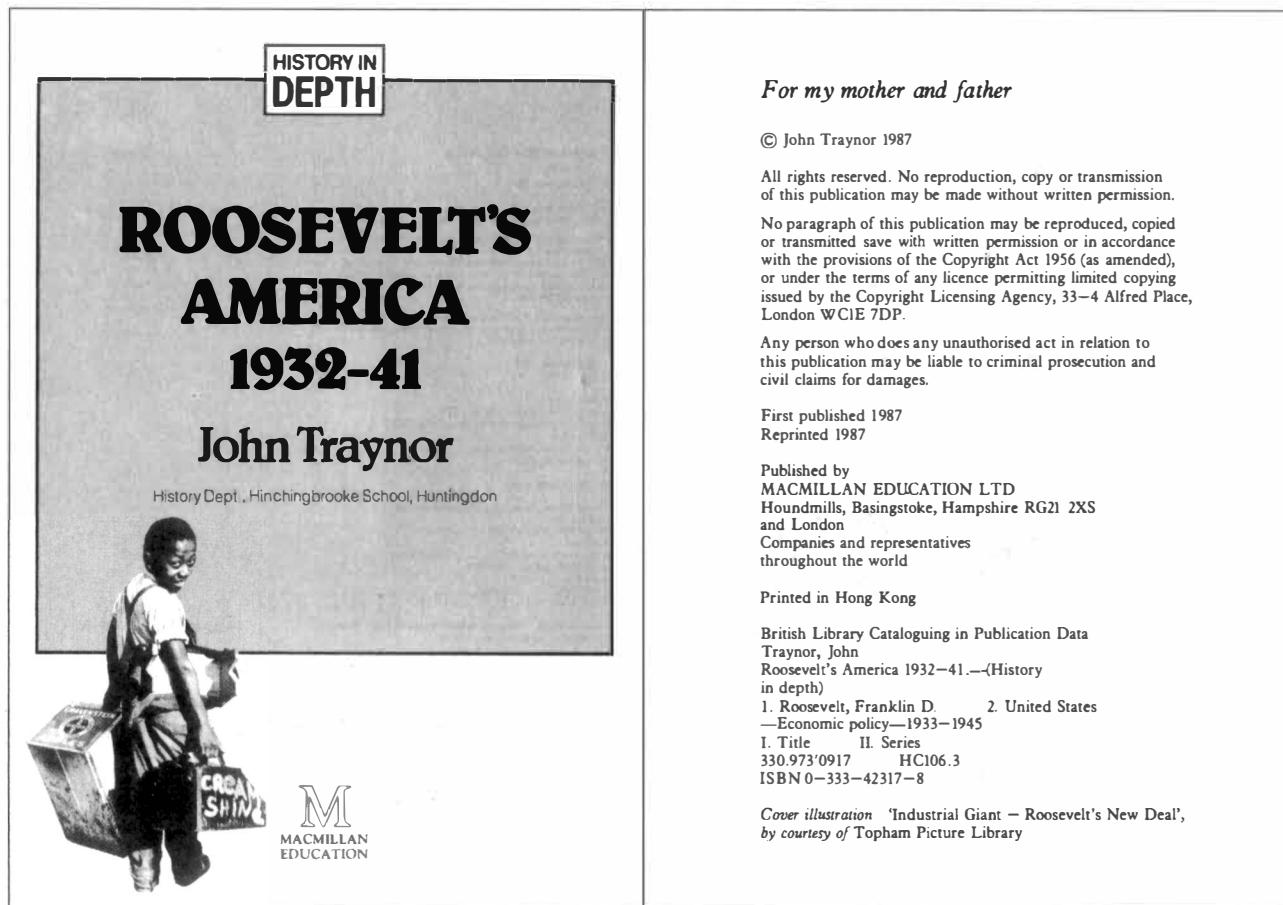 HISTORY IN
DEPTH
ROOSEVELT'S
AMERICA
1932–41
John Traynor
History Dept., Hinchingbrooke School, Huntingdon
CREAM
SHINE
M
MACMILLAN
EDUCATION
For my mother and father
© John Traynor 1987
All rights reserved. No reproduction, copy or transmission
of this publication may be made without written permission.
No paragraph of this publication may be reproduced, copied
or transmitted save with written permission or in accordance
with the provisions of the Copyright Act 1956 (as amended),
or under the terms of any licence permitting limited copying
issued by the Copyright Licensing Agency, 33–4 Alfred Place,
London WC1E 7DP.
Any person who does any unauthorised act in relation to
this publication may be liable to criminal prosecution and
civil claims for damages.
First published 1987
Reprinted 1987
Published by
MACMILLAN EDUCATION LTD
Houndmills, Basingstoke, Hampshire RG21 2XS
and London
Companies and representatives
throughout the world
Printed in Hong Kong
British Library Cataloguing in Publication Data
Traynor, John
Roosevelt's America 1932–41.—(History
in depth)
1. Roosevelt, Franklin D. 2. United States
—Economic policy—1933–1945
I. Title II. Series
330.973'0917 HC106.3
ISBN 0–333–42317–8
Cover illustration 'Industrial Giant – Roosevelt's New Deal',
by courtesy of Topham Picture Library